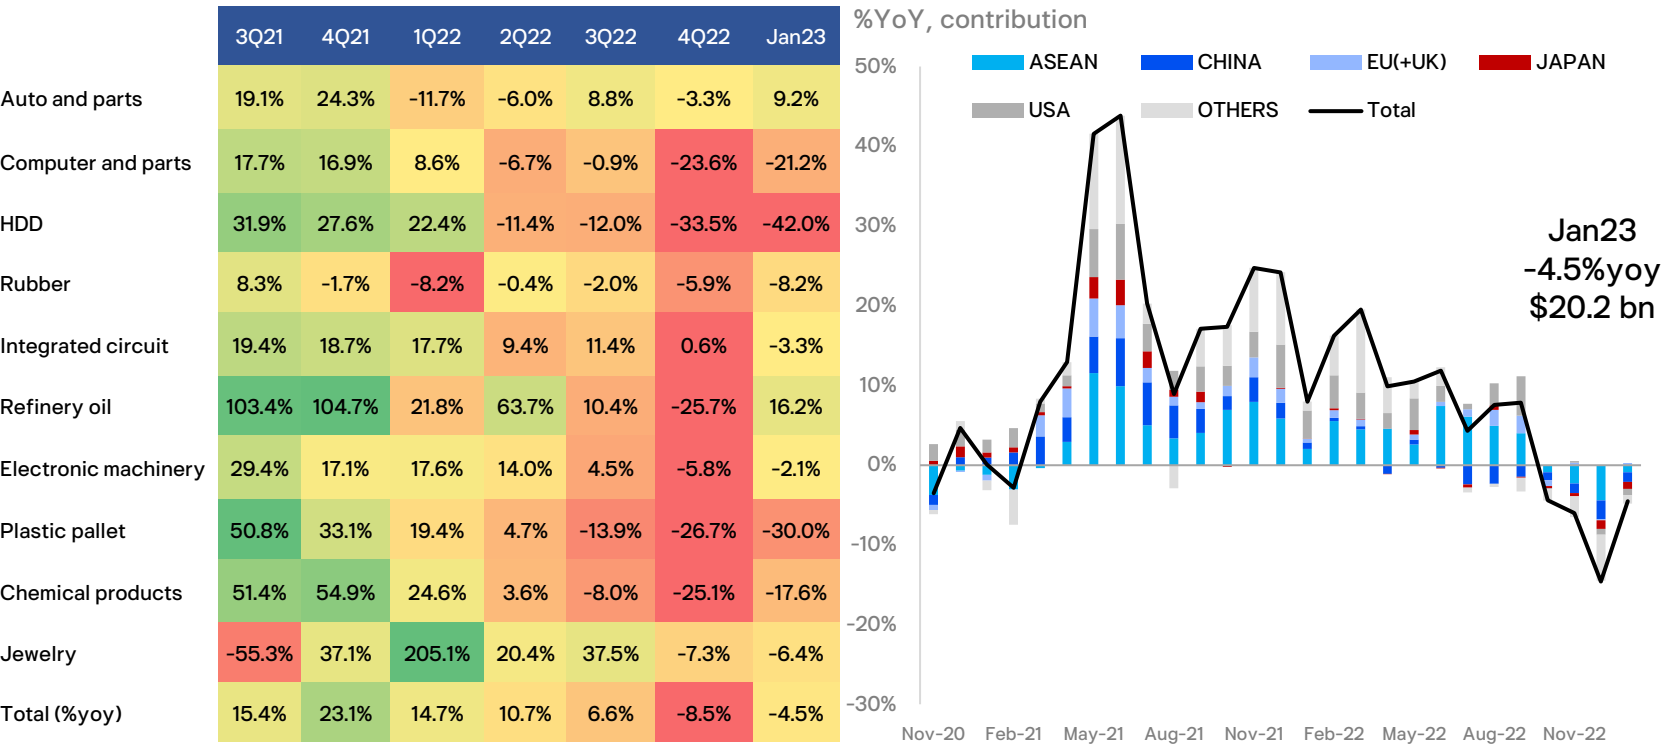 3Q21 4Q21 1Q22 2Q22 3Q22 4Q22 Jan23
Auto and parts 19.1% 24.3% -11.7% -6.0% 8.8% -3.3% 9.2%
Computer and parts 17.7% 16.9% 8.6% -6.7% -0.9% -23.6% -21.2%
HDD 31.9% 27.6% 22.4% -11.4% -12.0% -33.5% -42.0%
Rubber 8.3% -1.7% -8.2% -0.4% -2.0% -5.9% -8.2%
Integrated circuit 19.4% 18.7% 17.7% 9.4% 11.4% 0.6% -3.3%
Refinery oil 103.4% 104.7% 21.8% 63.7% 10.4% -25.7% 16.2%
Electronic machinery 29.4% 17.1% 17.6% 14.0% 4.5% -5.8% -2.1%
Plastic pallet 50.8% 33.1% 19.4% 4.7% -13.9% -26.7% -30.0%
Chemical products 51.4% 54.9% 24.6% 3.6% -8.0% -25.1% -17.6%
Jewelry -55.3% 37.1% 205.1% 20.4% 37.5% -7.3% -6.4%
Total (%yoy) 15.4% 23.1% 14.7% 10.7% 6.6% -8.5% -4.5%
%YoY, contribution
ASEAN CHINA EU(+UK) JAPAN
USA OTHERS Total
50%
40%
30%
20%
10%
0%
-10%
-20%
-30%
Jan23
-4.5%yoy
$20.2 bn
Nov-20 Feb-21 May-21 Aug-21 Nov-21 Feb-22 May-22 Aug-22 Nov-22